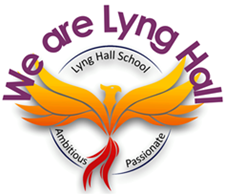 We are Lyng Hall
Lyng Hall School
Ambitious
Passionate